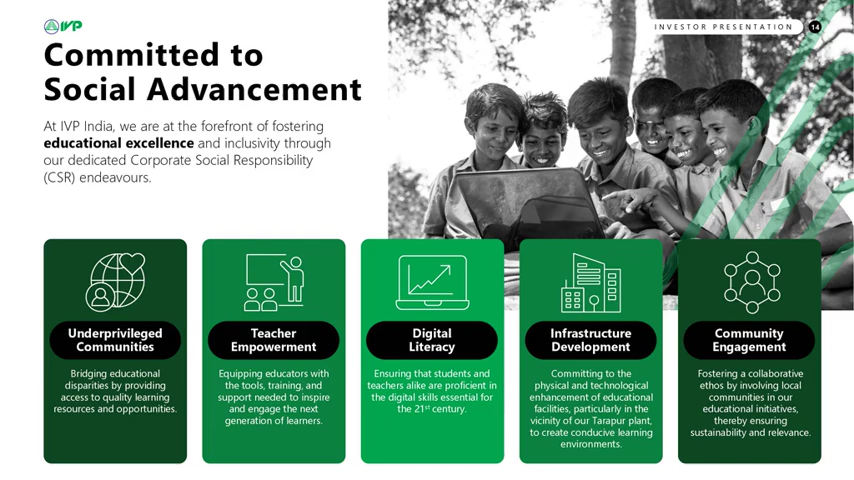 IVP
INVESTOR PRESENTATION 14
Committed to
Social Advancement
At IVP India, we are at the forefront of fostering
educational excellence and inclusivity through
our dedicated Corporate Social Responsibility
(CSR) endeavours.
Underprivileged
Communities
Bridging educational
disparities by providing
access to quality learning
resources and opportunities.
Teacher
Empowerment
Equipping educators with
the tools, training, and
support needed to inspire
and engage the next
generation of learners.
Digital
Literacy
Ensuring that students and
teachers alike are proficient in
the digital skills essential for
the 21st century.
Infrastructure
Development
Committing to the
physical and technological
enhancement of educational
facilities, particularly in the
vicinity of our Tarapur plant,
to create conducive learning
environments.
Community
Engagement
Fostering a collaborative
ethos by involving local
communities in our
educational initiatives,
thereby ensuring
sustainability and relevance.